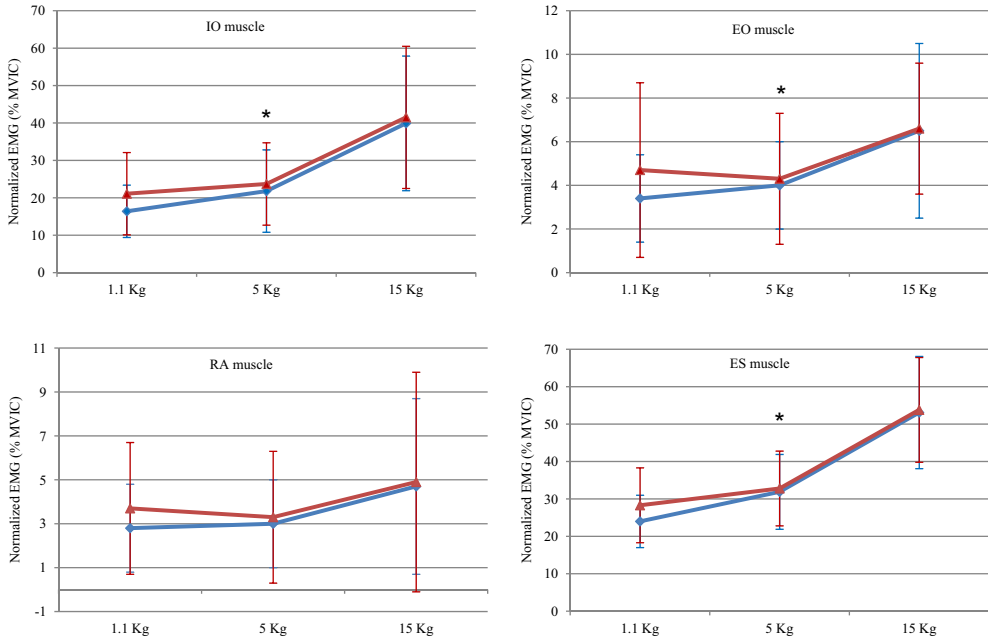 IO muscle
Normalized EMG (% MVIC)
70
60
50
40
30
20
10
0
*
1.1 Kg 5 Kg 15 Kg
EO muscle
Normalized EMG (% MVIC)
12
10
8
6
4
2
0
*
1.1 Kg 5 Kg 15 Kg
RA muscle
Normalized EMG (% MVIC)
11
9
7
5
3
1
-1
1.1 Kg 5 Kg 15 Kg
ES muscle
Normalized EMG (% MVIC)
70
60
50
40
30
20
10
0
*
1.1 Kg 5 Kg 15 Kg